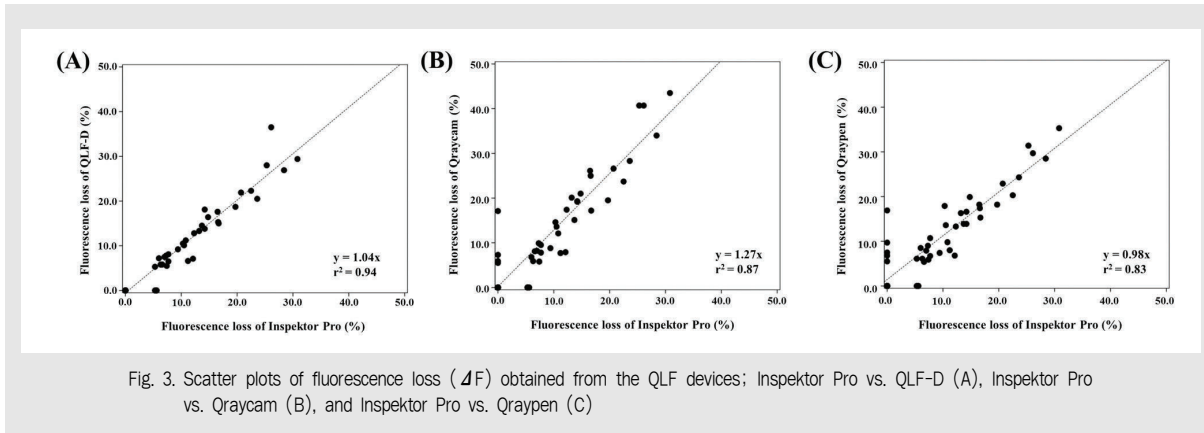 (A)
Fluorescence loss of QLF-D (%)
50.0
40.0
30.0
20.0
10.0
0.0
0.0 10.0 20.0 30.0 40.0 50.0
y = 1.04x
r² = 0.94
Fluorescence loss of Inspektor Pro (%)
(B)
Fluorescence loss of Qraycam (%)
50.0
40.0
30.0
20.0
10.0
0.0
0.0 10.0 20.0 30.0 40.0 50.0
y = 1.27x
r² = 0.87
Fluorescence loss of Inspektor Pro (%)
(C)
Fluorescence loss of Qraypen (%)
50.0
40.0
30.0
20.0
10.0
0.0
0.0 10.0 20.0 30.0 40.0 50.0
y = 0.98x
r² = 0.83
Fluorescence loss of Inspektor Pro (%)
Fig. 3. Scatter plots of fluorescence loss (ΔF) obtained from the QLF devices; Inspektor Pro vs. QLF-D (A), Inspektor Pro
vs. Qraycam (B), and Inspektor Pro vs. Qraypen (C)